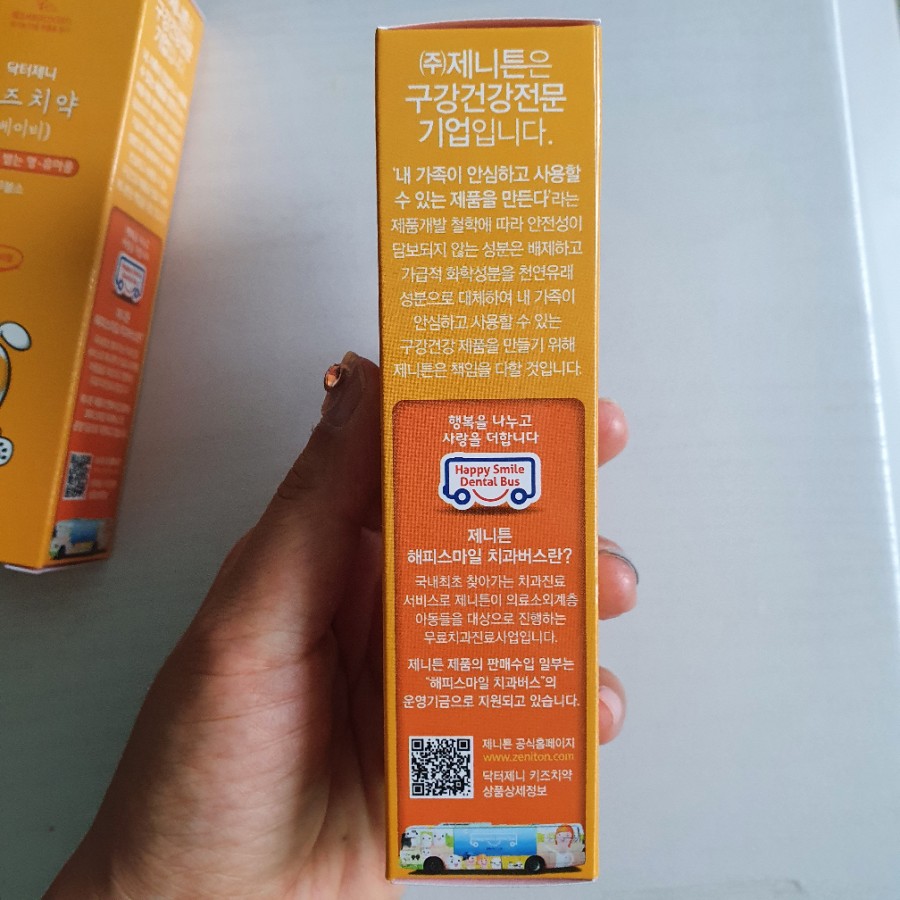 닥터제니
즈치약
㈜제니튼은
구강건강전문
기업입니다.
'내 가족이 안심하고 사용할
수 있는 제품을 만든다'라는
제품개발 철학에 따라 안전성이
담보되지 않는 성분은 배제하고
가급적 화학성분을 천연유래
성분으로 대체하여 내 가족이
안심하고 사용할 수 있는
구강건강 제품을 만들기 위해
제니튼은 책임을 다할 것입니다.
행복을 나누고
사랑을 더합니다
Happy Smile
Dental Bus
제니튼
해피스마일 치과버스란?
국내최초 찾아가는 치과진료
서비스로 제니튼이 의료소외계층
아동들을 대상으로 진행하는
무료치과진료사업입니다.
제니튼 제품의 판매수입 일부는
"해피스마일 치과버스"의
운영기금으로 지원되고 있습니다.
제니튼 공식홈페이지
www.zeniton.com
닥터제니 키즈치약
상품상세정보